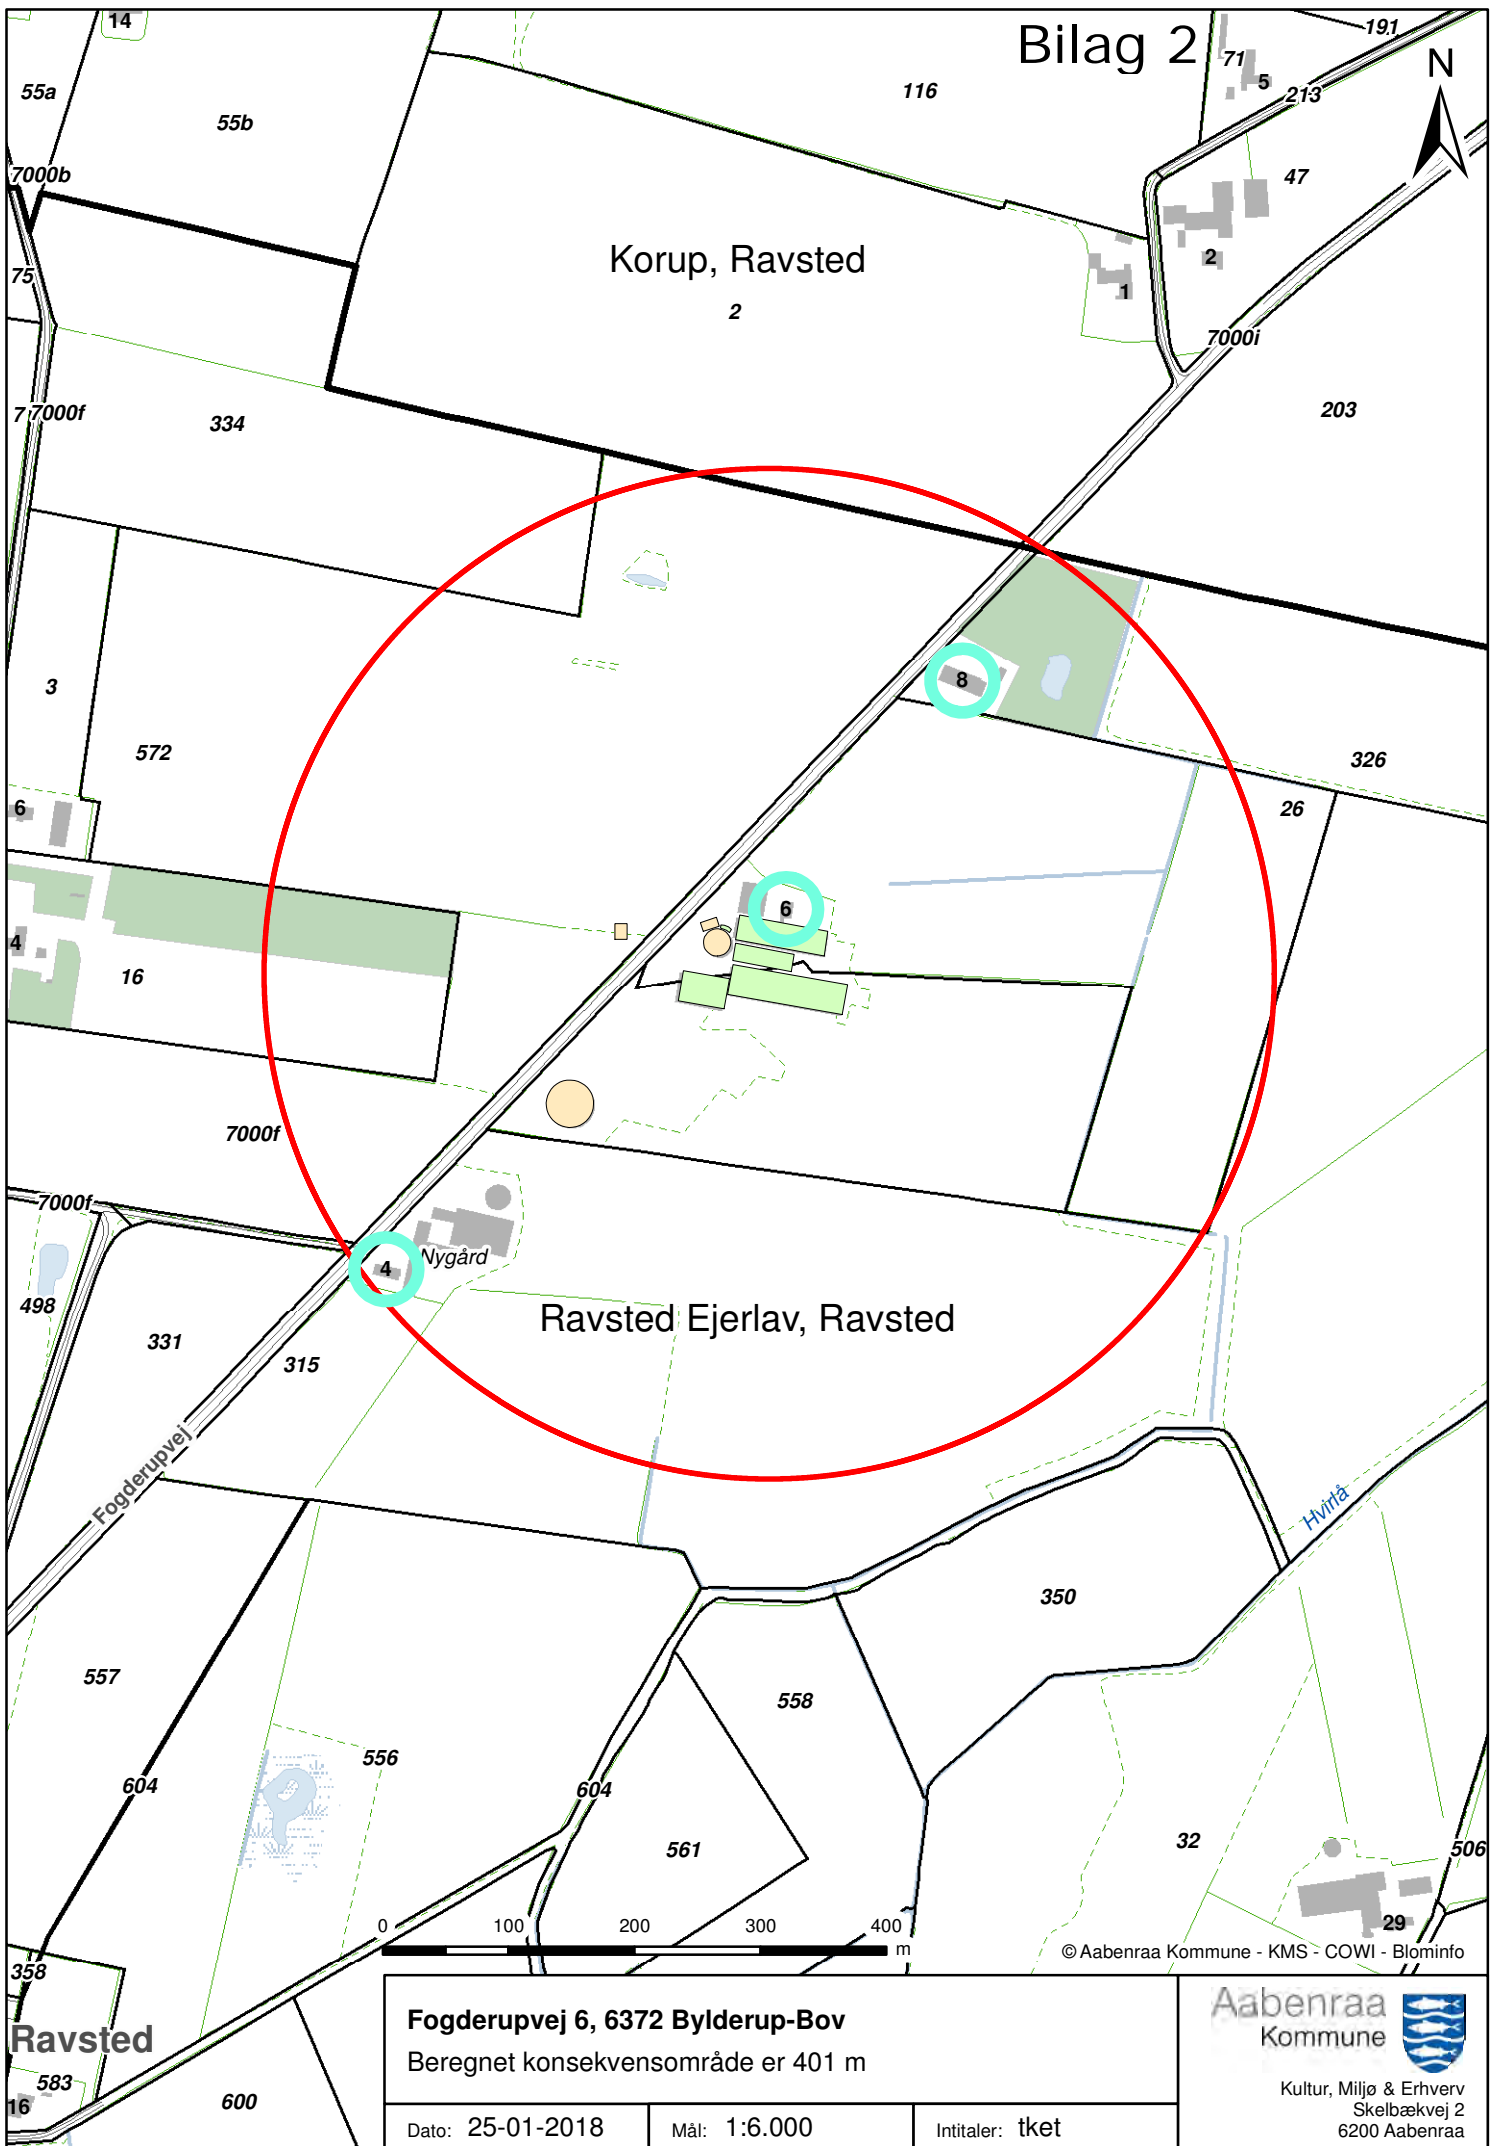 Bilag 2
14
191
71
5
N
55a
116
213
55b
7000b
47
Korup, Ravsted
2
75
1
2
7000i
7
7000f
334
203
3
8
572
326
6
26
6
4
16
7000f
7000f
4
Nygård
498
Ravsted Ejerlav, Ravsted
331
315
Fogderupvej
Hvirlå
350
557
558
556
604
604
561
32
506
29
0 100 200 300 400 m
© Aabenraa Kommune - KMS - COWI - Blominfo
358
Ravsted
583
16
600
Fogderupvej 6, 6372 Bylderup-Bov
Beregnet konsekvensområde er 401 m
Dato: 25-01-2018
Mål: 1:6.000
Intitaler: tket
Aabenraa
Kommune
Kultur, Miljø & Erhverv
Skelbækvej 2
6200 Aabenraa